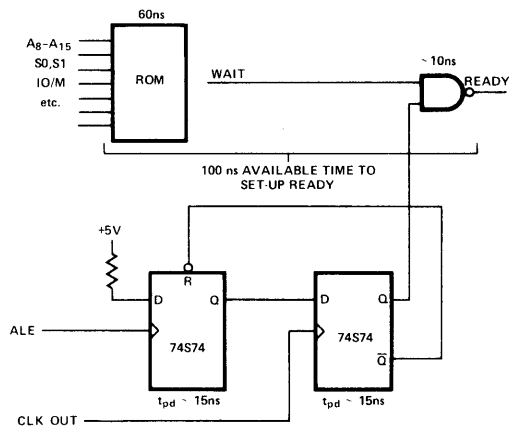 60ns
A8-A15
S0,S1
IO/M
etc.
ROM
WAIT
~10ns
READY
100 ns AVAILABLE TIME TO
SET-UP READY
+5V
R
D
Q
74S74
ALE
tpd ~ 15ns
D
Q
74S74
Q̅
tpd ~ 15ns
CLK OUT